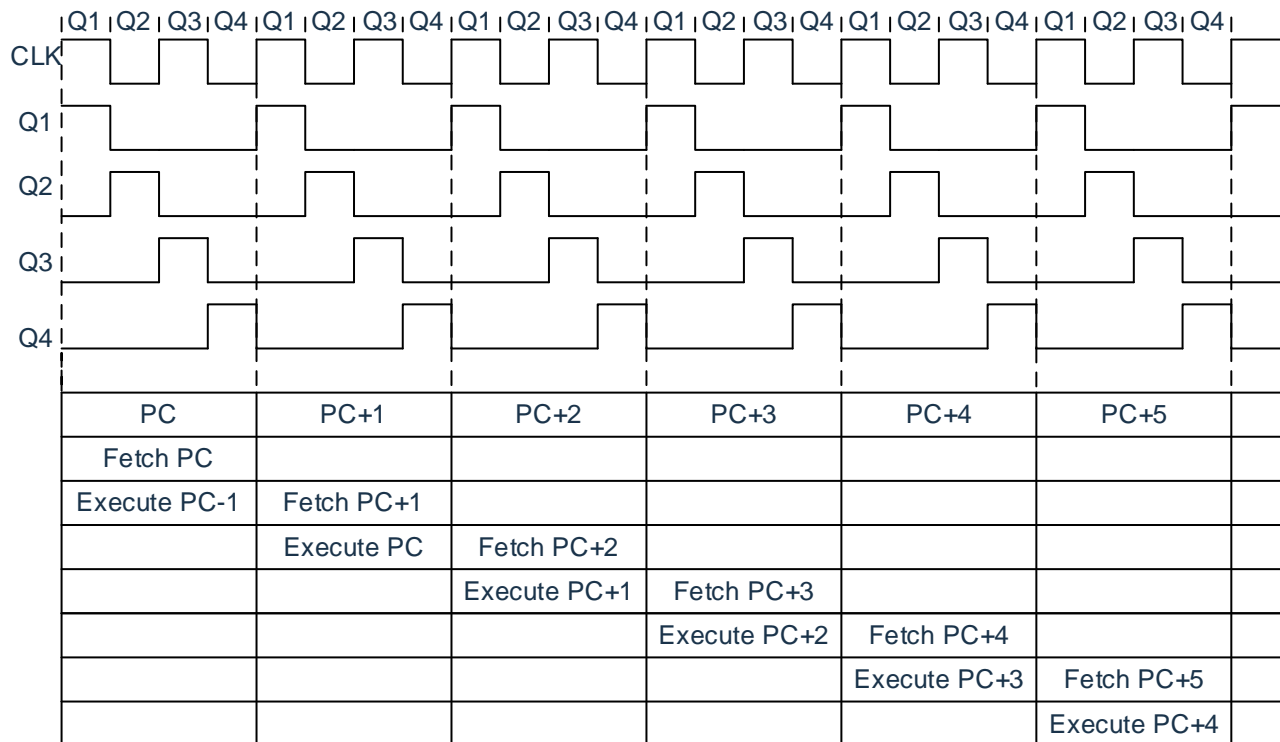 Q1 Q2 Q3 Q4 Q1 Q2 Q3 Q4 Q1 Q2 Q3 Q4 Q1 Q2 Q3 Q4 Q1 Q2 Q3 Q4 Q1 Q2 Q3 Q4
CLK
Q1
Q2
Q3
Q4
PC PC+1 PC+2 PC+3 PC+4 PC+5
Fetch PC
Execute PC-1 Fetch PC+1
Execute PC Fetch PC+2
Execute PC+1 Fetch PC+3
Execute PC+2 Fetch PC+4
Execute PC+3 Fetch PC+5
Execute PC+4